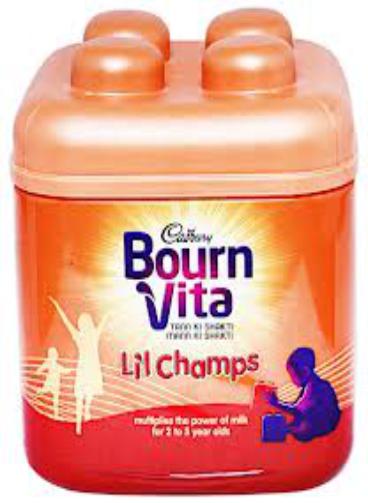 Cadbury
Bourn
Vita
TANN KI SHAKTI
MANN KI SHAKTI
Li'l Champs
multiplies the power of milk
for 2 to 5 year olds